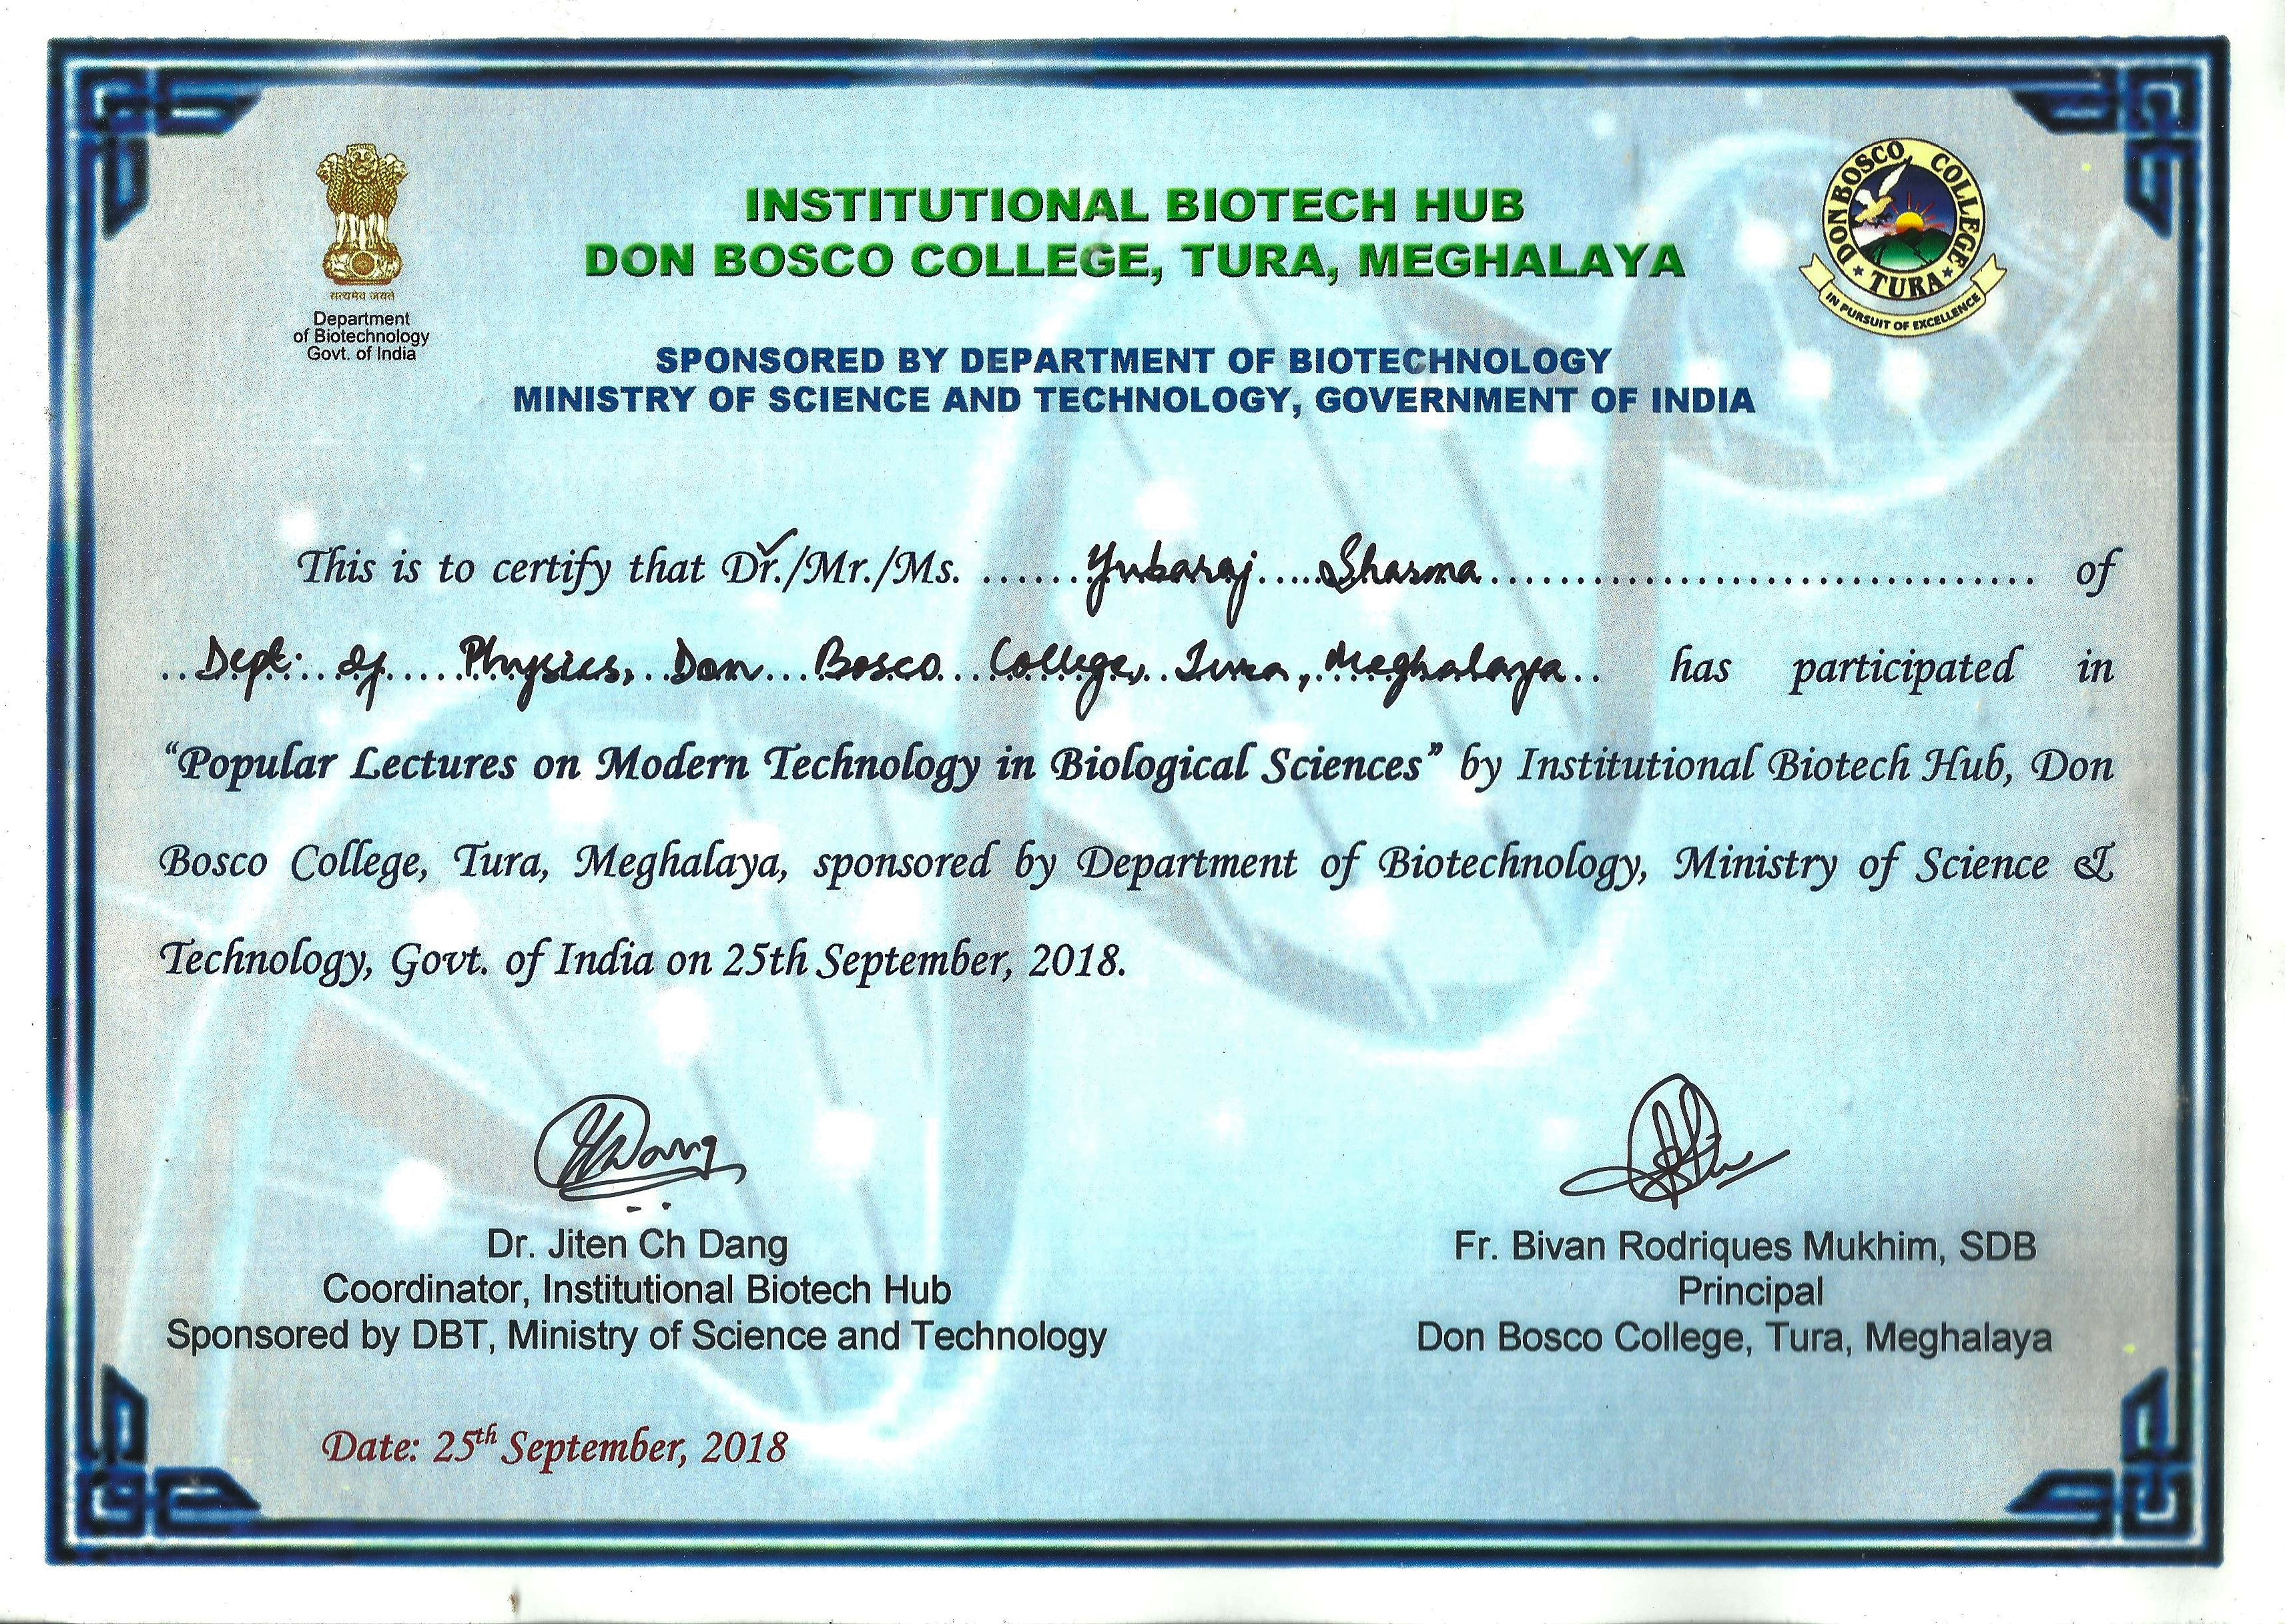 सत्यमेव जयते
Department
of Biotechnology
Govt. of India
INSTITUTIONAL BIOTECH HUB
DON BOSCO COLLEGE, TURA, MEGHALAYA
DON BOSCO COLLEGE
TURA
IN PURSUIT OF EXCELLENCE
SPONSORED BY DEPARTMENT OF BIOTECHNOLOGY
MINISTRY OF SCIENCE AND TECHNOLOGY, GOVERNMENT OF INDIA
This is to certify that Dr./Mr./Ms. Yubaraj Sharma of
Dept. of Physics, Don Bosco College, Tura, Meghalaya has participated in
“Popular Lectures on Modern Technology in Biological Sciences” by Institutional Biotech Hub, Don
Bosco College, Tura, Meghalaya, sponsored by Department of Biotechnology, Ministry of Science &
Technology, Govt. of India on 25th September, 2018.
Dr. Jiten Ch Dang
Coordinator, Institutional Biotech Hub
Sponsored by DBT, Ministry of Science and Technology
Fr. Bivan Rodriques Mukhim, SDB
Principal
Don Bosco College, Tura, Meghalaya
Date: 25th September, 2018